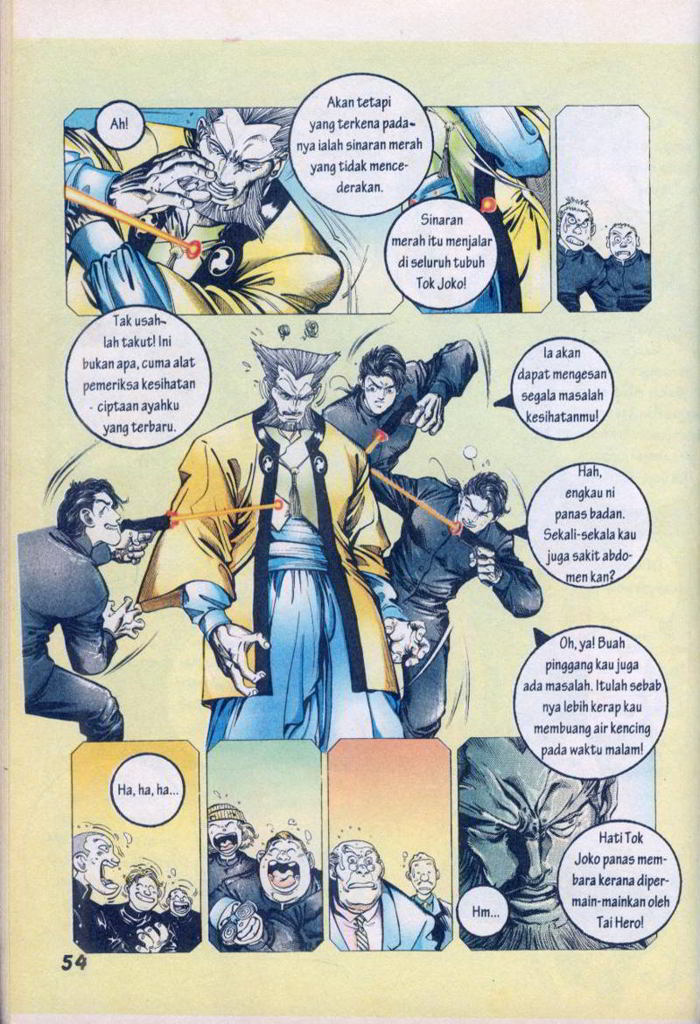 Ah!
Akan tetapi
yang terkena pada-
nya ialah sinaran merah
yang tidak mence-
derakan.
Sinaran
merah itu menjalar
di seluruh tubuh
Tok Joko!
Tak usah-
lah takut! Ini
bukan apa, cuma alat
pemeriksa kesihatan
- ciptaan ayahku
yang terbaru.
Ia akan
dapat mengesan
segala masalah
kesihatanmu!
Hah,
engkau ni
panas badan.
Sekali-sekala kau
juga sakit abdo-
men kan?
Oh, ya! Buah
pinggang kau juga
ada masalah. Itulah sebab
nya lebih kerap kau
membuang air kencing
pada waktu malam!
Ha, ha, ha...
Hm...
Hati Tok
Joko panas mem-
bara kerana diper-
main-mainkan oleh
Tai Hero!
54